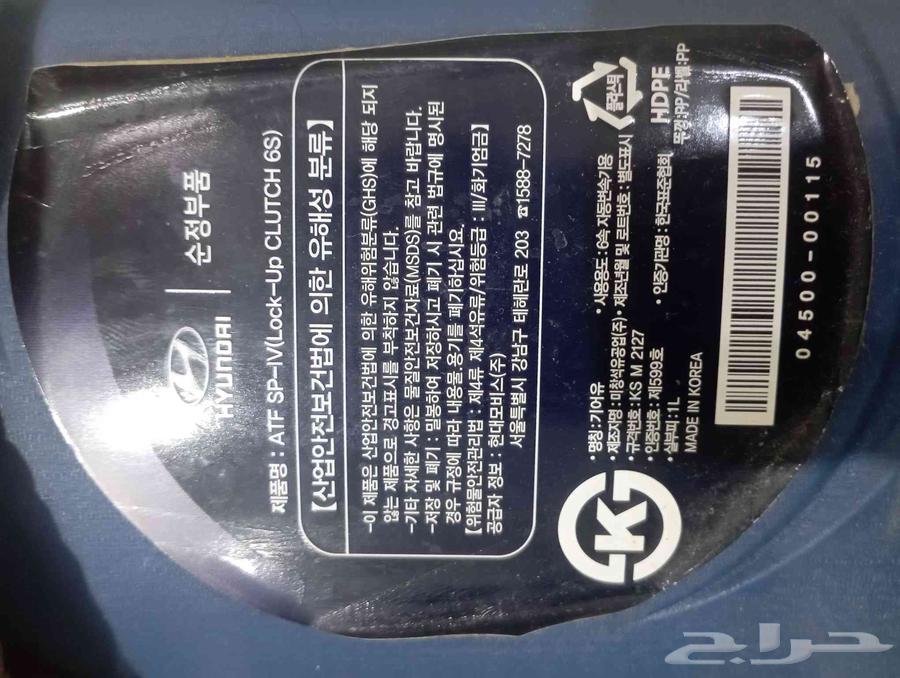 HYUNDAI
순정부품
제품명 : ATF SP-IV(Lock-Up CLUTCH 6S)
【산업안전보건법에 의한 유해성 분류】
-이 제품은 산업안전보건법에 의한 유해위험분류(GHS)에 해당 되지
않는 제품으로 경고표시를 부착하지 않습니다.
-기타 자세한 사항은 물질안전보건자료(MSDS)를 참고 바랍니다.
-저장 및 폐기 : 밀봉하여 저장하시고 폐기 시 관련 법규에 명시된
경우 규정에 따라 내용물.용기를 폐기하십시요.
【위험물안전관리법 : 제4류 제4석유류/위험등급 : III/화기엄금】
공급자 정보 : 현대모비스(주)
서울특별시 강남구 테헤란로 203 ☎1588-7278
K
• 명칭:기어유
• 사용용도 : 6속 자동변속기용
• 제조자명 : 미창석유공업(주)
• 제조년월 및 로트번호 : 별도표시
• 규격번호 : KS M 2127
• 인증번호 : 제599호
• 인증기관명 : 한국표준협회
• 실부피 : 1L
MADE IN KOREA
플라스틱
HDPE
뚜껑:PP/라벨:PP
04500-00115
حراج